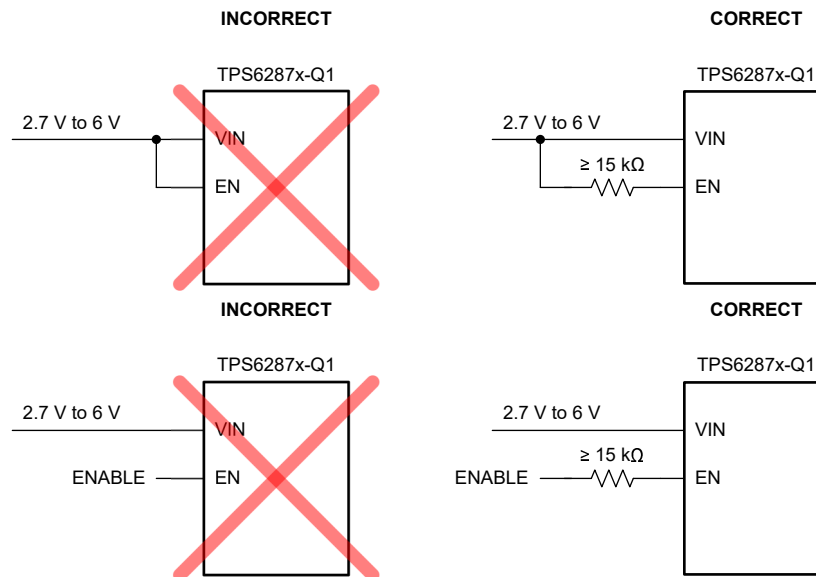 INCORRECT
TPS6287x-Q1
2.7 V to 6 V
VIN
EN
CORRECT
TPS6287x-Q1
2.7 V to 6 V
VIN
≥ 15 kΩ
EN
INCORRECT
TPS6287x-Q1
2.7 V to 6 V
VIN
ENABLE
EN
CORRECT
TPS6287x-Q1
2.7 V to 6 V
VIN
≥ 15 kΩ
ENABLE
EN